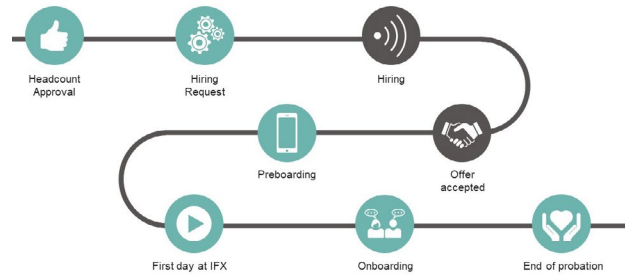 Headcount
Approval
Hiring
Request
Hiring
Preboarding
Offer
accepted
First day at IFX
Onboarding
End of probation